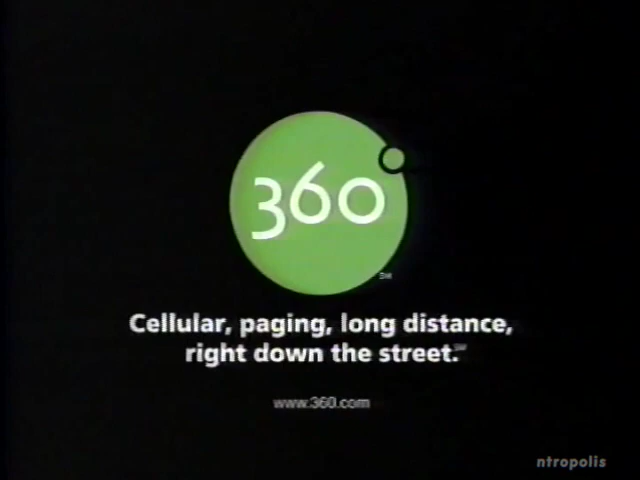 360
SM
Cellular, paging, long distance,
right down the street.℠
www.360.com
ntropolis